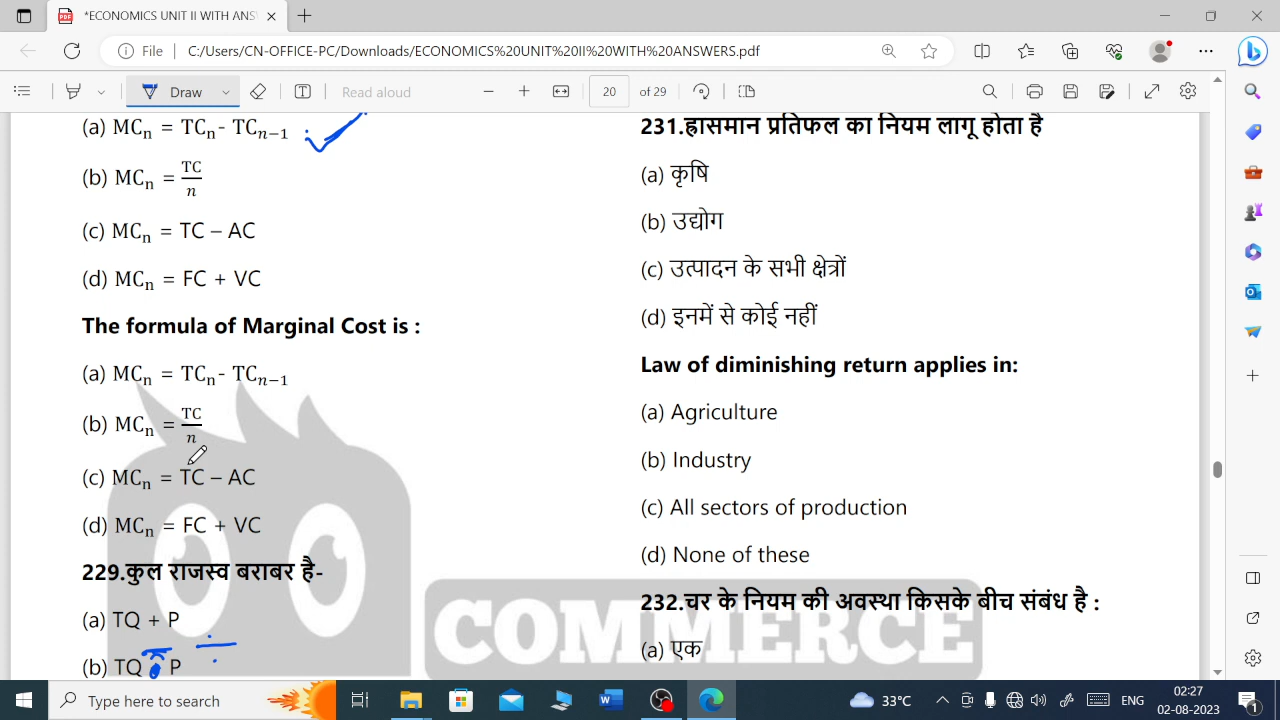 *ECONOMICS UNIT II WITH ANS
File
C:/Users/CN-OFFICE-PC/Downloads/ECONOMICS%20UNIT%20II%20WITH%20ANSWERS.pdf
Draw
Read aloud
20
of 29
(a) MCₙ = TCₙ- TCₙ₋₁
(b) MCₙ = TC/n
(c) MCₙ = TC – AC
(d) MCₙ = FC + VC
The formula of Marginal Cost is :
(a) MCₙ = TCₙ- TCₙ₋₁
(b) MCₙ = TC/n
(c) MCₙ = TC – AC
(d) MCₙ = FC + VC
229.कुल राजस्व बराबर है-
(a) TQ + P
(b) TQ P
231.ह्रासमान प्रतिफल का नियम लागू होता है
(a) कृषि
(b) उद्योग
(c) उत्पादन के सभी क्षेत्रों
(d) इनमें से कोई नहीं
Law of diminishing return applies in:
(a) Agriculture
(b) Industry
(c) All sectors of production
(d) None of these
232.चर के नियम की अवस्था किसके बीच संबंध है :
(a) एक
COMMERCE
Type here to search
33°C
ENG
02:27
02-08-2023